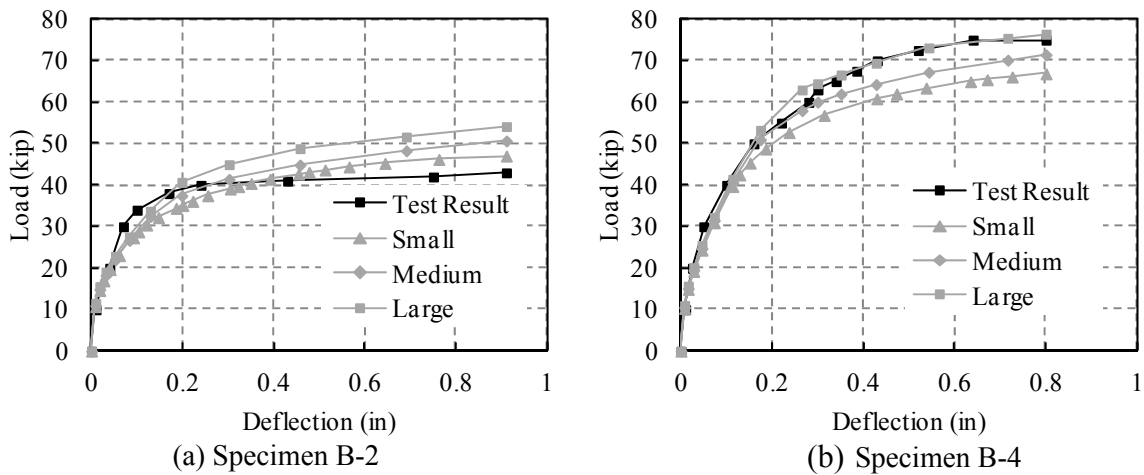 80
70
60
50
40
30
20
10
0
Load (kip)
Test Result
Small
Medium
Large
0 0.2 0.4 0.6 0.8 1
Deflection (in)
(a) Specimen B-2
80
70
60
50
40
30
20
10
0
Load (kip)
Test Result
Small
Medium
Large
0 0.2 0.4 0.6 0.8 1
Deflection (in)
(b) Specimen B-4